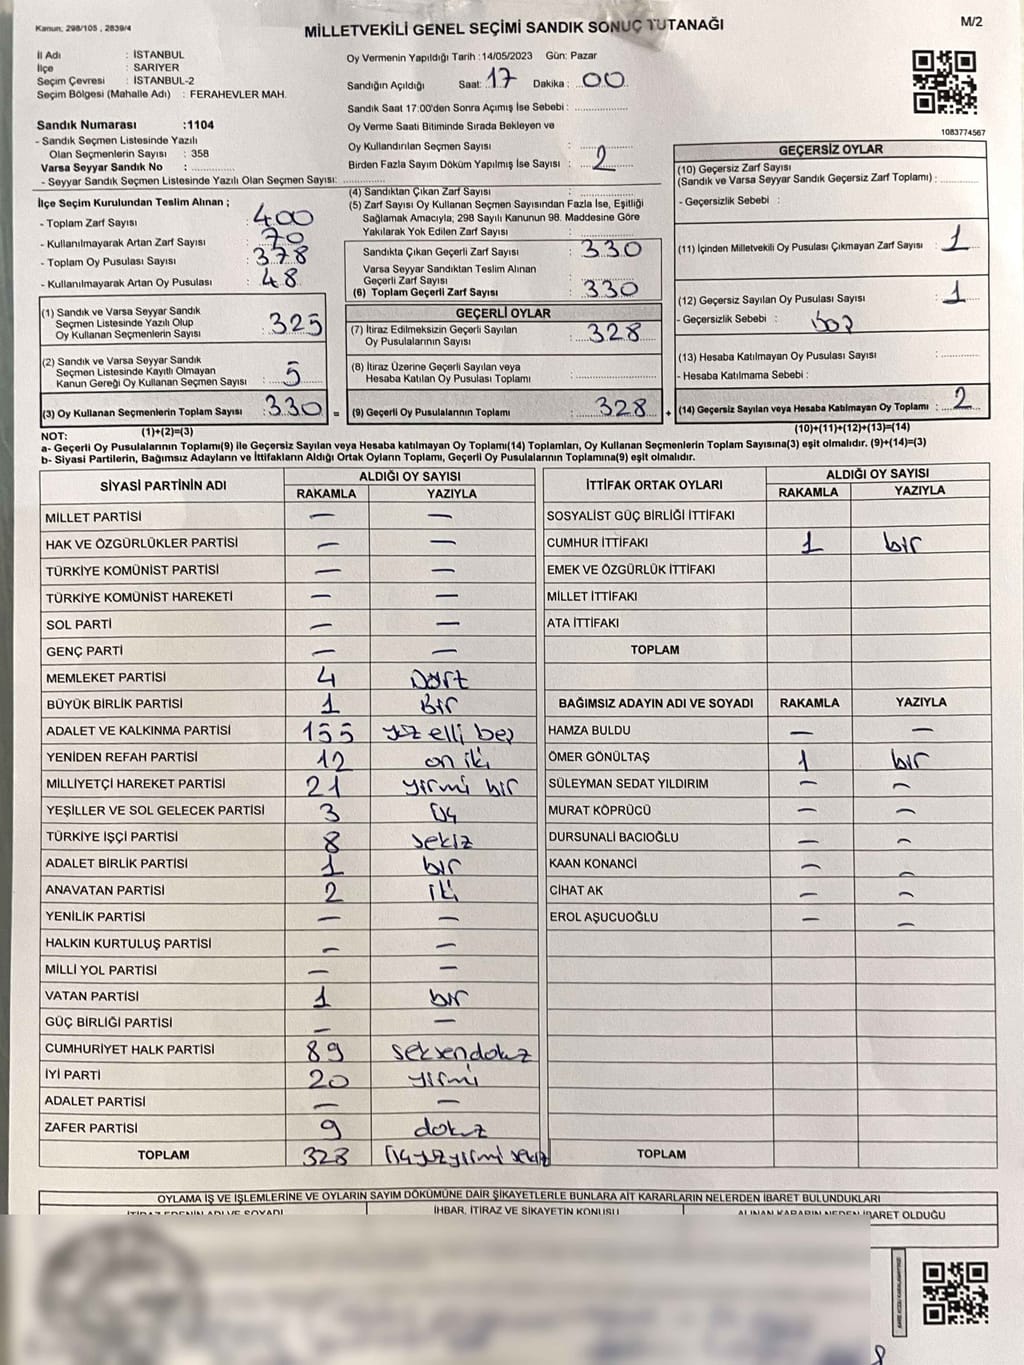 Kanun: 298/105 , 2839/4
MİLLETVEKİLİ GENEL SEÇİMİ SANDIK SONUÇ TUTANAĞI
M/2
İl Adı : İSTANBUL
İlçe : SARIYER
Seçim Çevresi : İSTANBUL-2
Seçim Bölgesi (Mahalle Adı) : FERAHEVLER MAH.
Oy Vermenin Yapıldığı Tarih : 14/05/2023 Gün: Pazar
Sandığın Açıldığı Saat: 17 Dakika : 00
Sandık Saat 17:00'den Sonra Açımış İse Sebebi :
Sandık Numarası :1104
- Sandık Seçmen Listesinde Yazılı
Olan Seçmenlerin Sayısı : 358
Varsa Seyyar Sandık No :
- Seyyar Sandık Seçmen Listesinde Yazılı Olan Seçmen Sayısı:
Oy Verme Saati Bitiminde Sırada Bekleyen ve
Oy Kullandırılan Seçmen Sayısı :
Birden Fazla Sayım Döküm Yapılmış İse Sayısı : 2
1083774567
İlçe Seçim Kurulundan Teslim Alınan ;
- Toplam Zarf Sayısı : 400
- Kullanılmayarak Artan Zarf Sayısı : 70
- Toplam Oy Pusulası Sayısı : 378
- Kullanılmayarak Artan Oy Pusulası : 48
(4) Sandıktan Çıkan Zarf Sayısı :
(5) Zarf Sayısı Oy Kullanan Seçmen Sayısından Fazla İse, Eşitliği
Sağlamak Amacıyla; 298 Sayılı Kanunun 98. Maddesine Göre
Yakılarak Yok Edilen Zarf Sayısı :
Sandıkta Çıkan Geçerli Zarf Sayısı : 330
Varsa Seyyar Sandıktan Teslim Alınan
Geçerli Zarf Sayısı :
(6) Toplam Geçerli Zarf Sayısı : 330
GEÇERSİZ OYLAR
(10) Geçersiz Zarf Sayısı
(Sandık ve Varsa Seyyar Sandık Geçersiz Zarf Toplamı) :
- Geçersizlik Sebebi :
(11) İçinden Milletvekili Oy Pusulası Çıkmayan Zarf Sayısı : 1
(12) Geçersiz Sayılan Oy Pusulası Sayısı : 1
- Geçersizlik Sebebi : boş
(13) Hesaba Katılmayan Oy Pusulası Sayısı :
- Hesaba Katılmama Sebebi :
(14) Geçersiz Sayılan veya Hesaba Katılmayan Oy Toplamı : 2
(1) Sandık ve Varsa Seyyar Sandık
Seçmen Listesinde Yazılı Olup
Oy Kullanan Seçmenlerin Sayısı : 325
(2) Sandık ve Varsa Seyyar Sandık
Seçmen Listesinde Kayıtlı Olmayan
Kanun Gereği Oy Kullanan Seçmen Sayısı : 5
(3) Oy Kullanan Seçmenlerin Toplam Sayısı : 330 =
GEÇERLİ OYLAR
(7) İtiraz Edilmeksizin Geçerli Sayılan
Oy Pusulalarının Sayısı : 328
(8) İtiraz Üzerine Geçerli Sayılan veya
Hesaba Katılan Oy Pusulası Toplamı :
(9) Geçerli Oy Pusulalarının Toplamı : 328 +
NOT: (1)+(2)=(3)
(10)+(11)+(12)+(13)=(14)
a- Geçerli Oy Pusulalarının Toplamı(9) ile Geçersiz Sayılan veya Hesaba katılmayan Oy Toplamı(14) Toplamları, Oy Kullanan Seçmenlerin Toplam Sayısına(3) eşit olmalıdır. (9)+(14)=(3)
b- Siyasi Partilerin, Bağımsız Adayların ve İttifakların Aldığı Ortak Oyların Toplamı, Geçerli Oy Pusulalarının Toplamına(9) eşit olmalıdır.
SİYASİ PARTİNİN ADI ALDIĞI OY SAYISI
RAKAMLA YAZIYLA
MİLLET PARTİSİ — —
HAK VE ÖZGÜRLÜKLER PARTİSİ — —
TÜRKİYE KOMÜNİST PARTİSİ — —
TÜRKİYE KOMÜNİST HAREKETİ — —
SOL PARTİ — —
GENÇ PARTİ — —
MEMLEKET PARTİSİ 4 Dört
BÜYÜK BİRLİK PARTİSİ 1 Bir
ADALET VE KALKINMA PARTİSİ 155 yüz elli beş
YENİDEN REFAH PARTİSİ 12 on iki
MİLLİYETÇİ HAREKET PARTİSİ 21 yirmi bir
YEŞİLLER VE SOL GELECEK PARTİSİ 3 üç
TÜRKİYE İŞÇİ PARTİSİ 8 sekiz
ADALET BİRLİK PARTİSİ 1 bir
ANAVATAN PARTİSİ 2 iki
YENİLİK PARTİSİ — —
HALKIN KURTULUŞ PARTİSİ — —
MİLLİ YOL PARTİSİ — —
VATAN PARTİSİ 1 bir
GÜÇ BİRLİĞİ PARTİSİ — —
CUMHURİYET HALK PARTİSİ 89 seksendokuz
İYİ PARTİ 20 yirmi
ADALET PARTİSİ — —
ZAFER PARTİSİ 9 dokuz
TOPLAM 328 üçyüzyirmi sekiz
İTTİFAK ORTAK OYLARI ALDIĞI OY SAYISI
RAKAMLA YAZIYLA
SOSYALİST GÜÇ BİRLİĞİ İTTİFAKI
CUMHUR İTTİFAKI 1 bir
EMEK VE ÖZGÜRLÜK İTTİFAKI
MİLLET İTTİFAKI
ATA İTTİFAKI
TOPLAM
BAĞIMSIZ ADAYIN ADI VE SOYADI RAKAMLA YAZIYLA
HAMZA BULDU — —
ÖMER GÖNÜLTAŞ 1 bir
SÜLEYMAN SEDAT YILDIRIM — —
MURAT KÖPRÜCÜ — —
DURSUNALİ BACIOĞLU — —
KAAN KONANCİ — —
CİHAT AK — —
EROL AŞUCUOĞLU — —
TOPLAM
OYLAMA İŞ VE İŞLEMLERİNE VE OYLARIN SAYIM DÖKÜMÜNE DAİR ŞİKAYETLERLE BUNLARA AİT KARARLARIN NELERDEN İBARET BULUNDUKLARI
İTİRAZ EDENİN ADI VE SOYADI İHBAR, İTİRAZ VE ŞİKAYETİN KONUSU ALINAN KARARIN NEDEN İBARET OLDUĞU